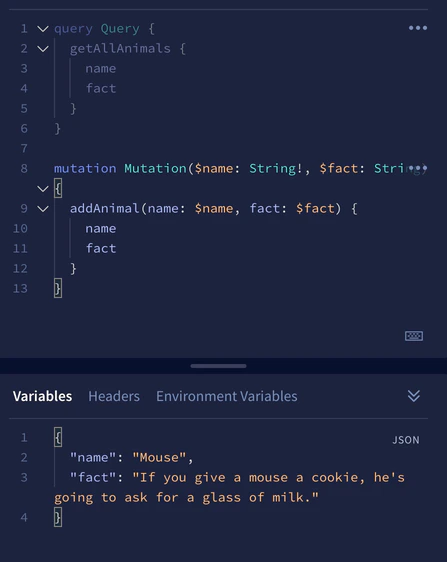 1 query Query {
2 getAllAnimals {
3 name
4 fact
5 }
6 }
7
8 mutation Mutation($name: String!, $fact: String)
{
9 addAnimal(name: $name, fact: $fact) {
10 name
11 fact
12 }
13 }
Variables Headers Environment Variables
JSON
1 {
2 "name": "Mouse",
3 "fact": "If you give a mouse a cookie, he's
going to ask for a glass of milk."
4 }